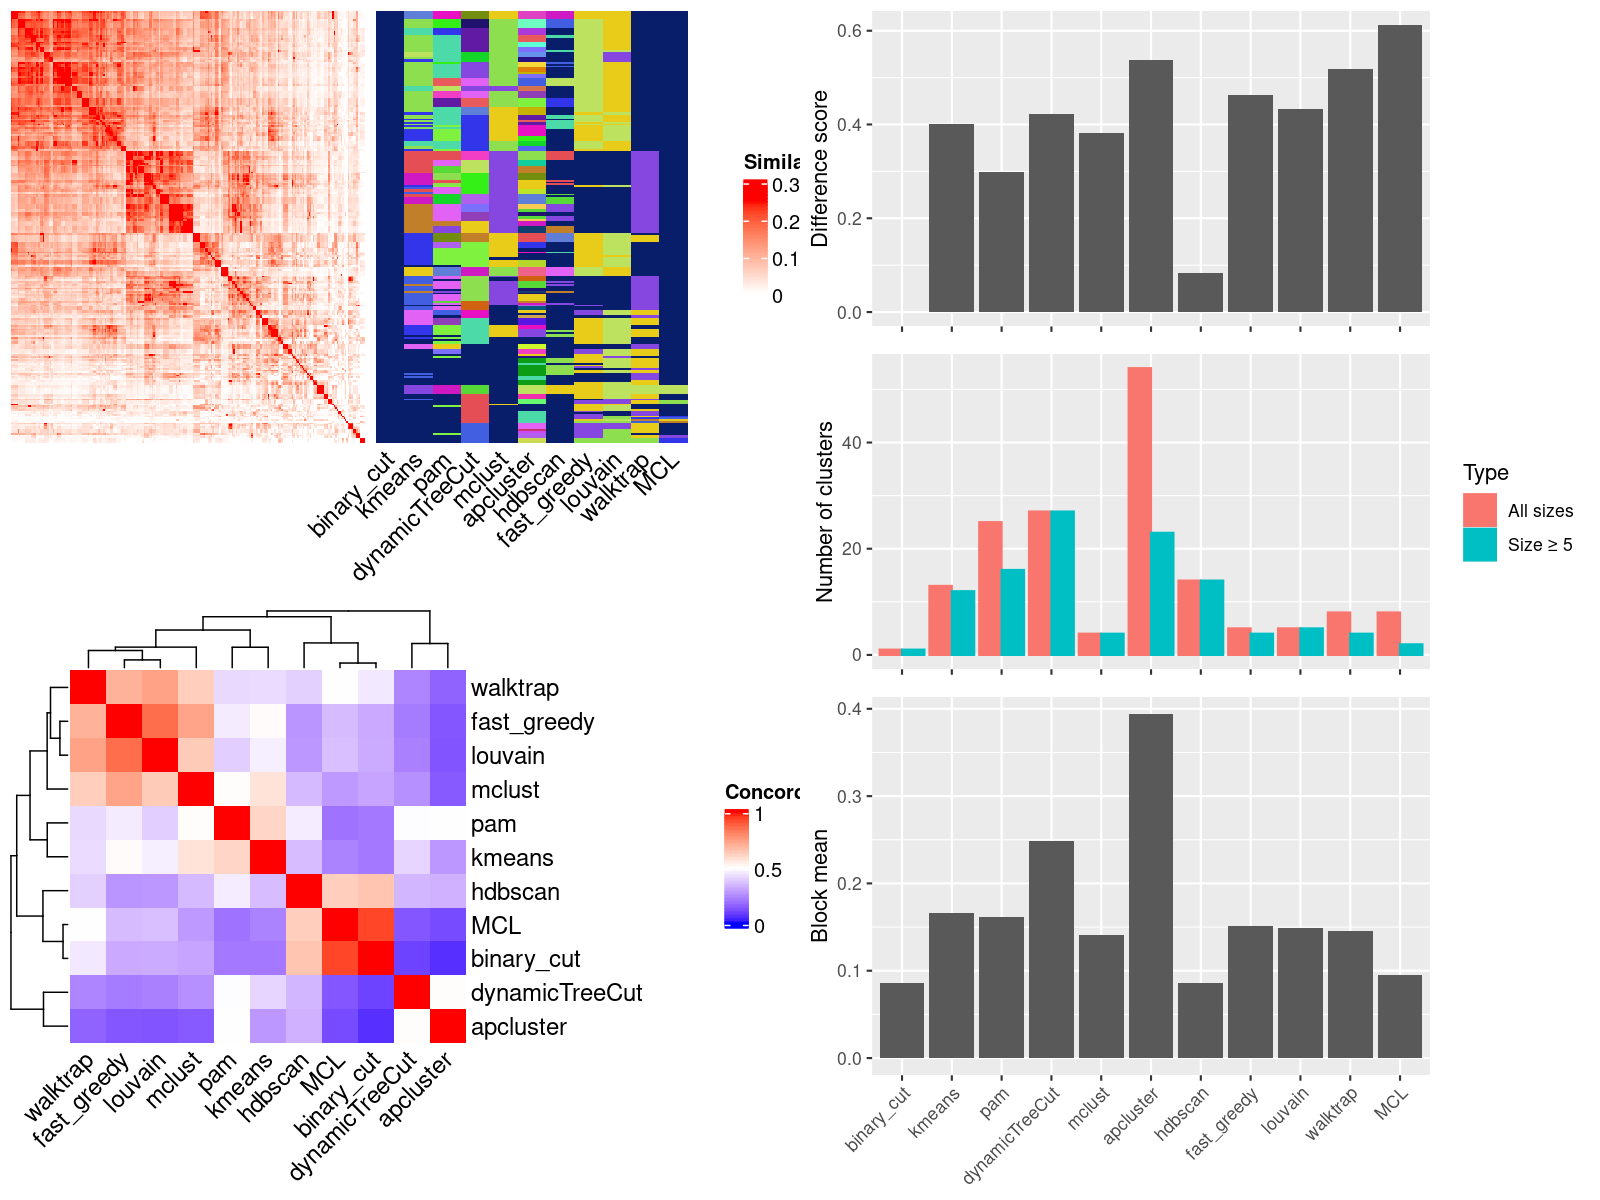 Simila
0.3
0.2
0.1
0
binary_cut
kmeans
pam
dynamicTreeCut
mclust
apcluster
hdbscan
fast_greedy
louvain
walktrap
MCL
walktrap
fast_greedy
louvain
mclust
pam
kmeans
hdbscan
MCL
binary_cut
dynamicTreeCut
apcluster
walktrap
fast_greedy
louvain
mclust
pam
kmeans
hdbscan
MCL
binary_cut
dynamicTreeCut
apcluster
Concord
1
0.5
0
Difference score
0.6
0.4
0.2
0.0
Number of clusters
40
20
0
Type
All sizes
Size ≥ 5
Block mean
0.4
0.3
0.2
0.1
0.0
binary_cut
kmeans
pam
dynamicTreeCut
mclust
apcluster
hdbscan
fast_greedy
louvain
walktrap
MCL